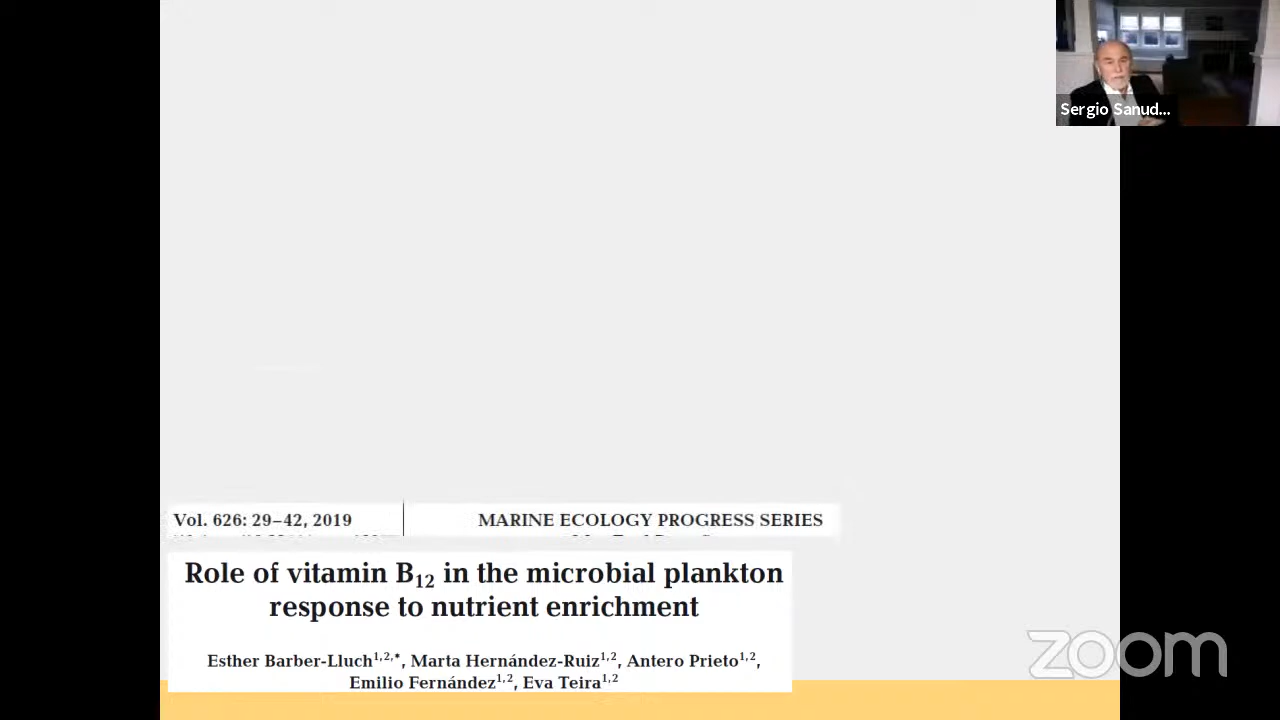 Sergio Sanud...
Vol. 626: 29–42, 2019
MARINE ECOLOGY PROGRESS SERIES
Role of vitamin B₁₂ in the microbial plankton
response to nutrient enrichment
Esther Barber-Lluch¹,²,*, Marta Hernández-Ruiz¹,², Antero Prieto¹,²,
Emilio Fernández¹,², Eva Teira¹,²
zoom